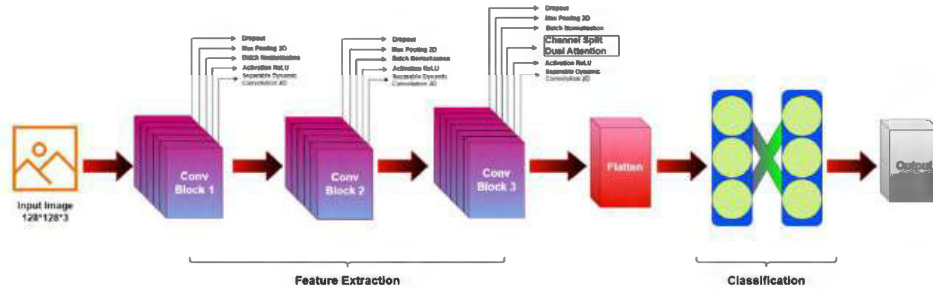 Dropout
Max Pooling 2D
Batch Normalization
Activation ReLU
Separable Dynamic
Convolution 2D
Dropout
Max Pooling 2D
Batch Normalization
Activation ReLU
Separable Dynamic
Convolution 2D
Dropout
Max Pooling 2D
Batch Normalization
Channel Split
Dual Attention
Activation ReLU
Separable Dynamic
Convolution 2D
Input Image
128*128*3
Conv
Block 1
Conv
Block 2
Conv
Block 3
Flatten
Output
Feature Extraction
Classification